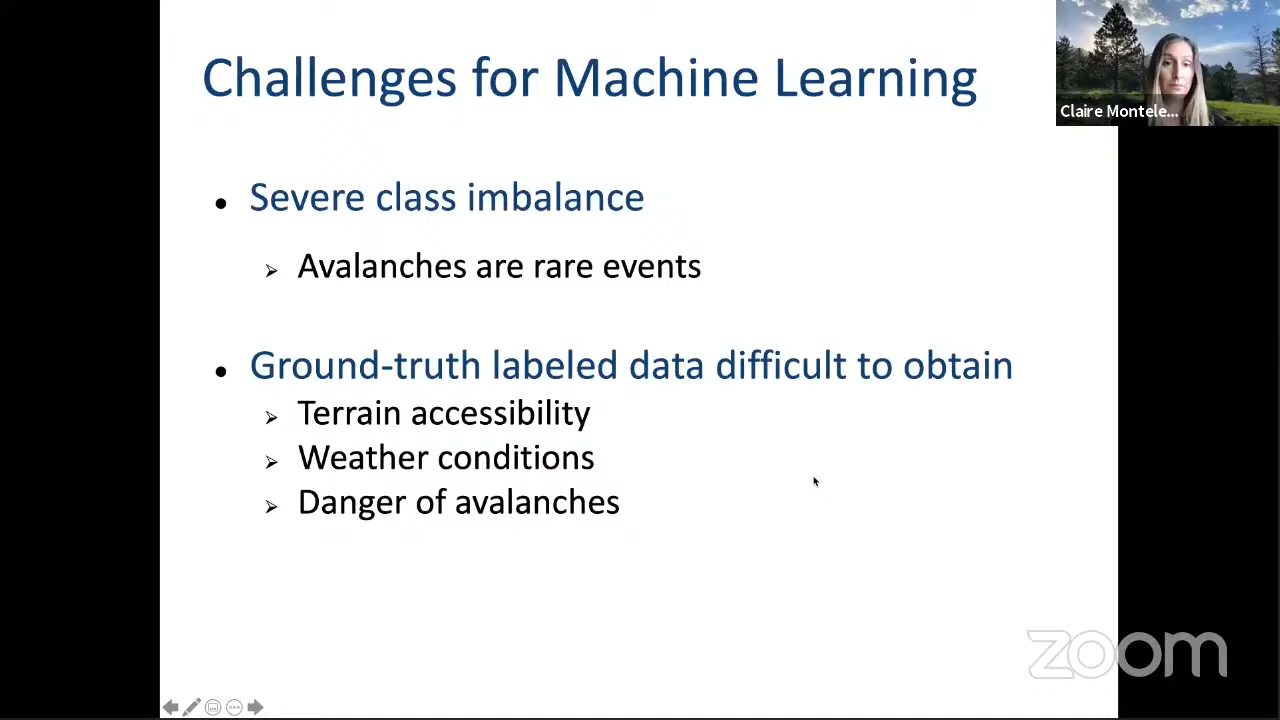 Challenges for Machine Learning
Claire Montele...
Severe class imbalance
Avalanches are rare events
Ground-truth labeled data difficult to obtain
Terrain accessibility
Weather conditions
Danger of avalanches
zoom